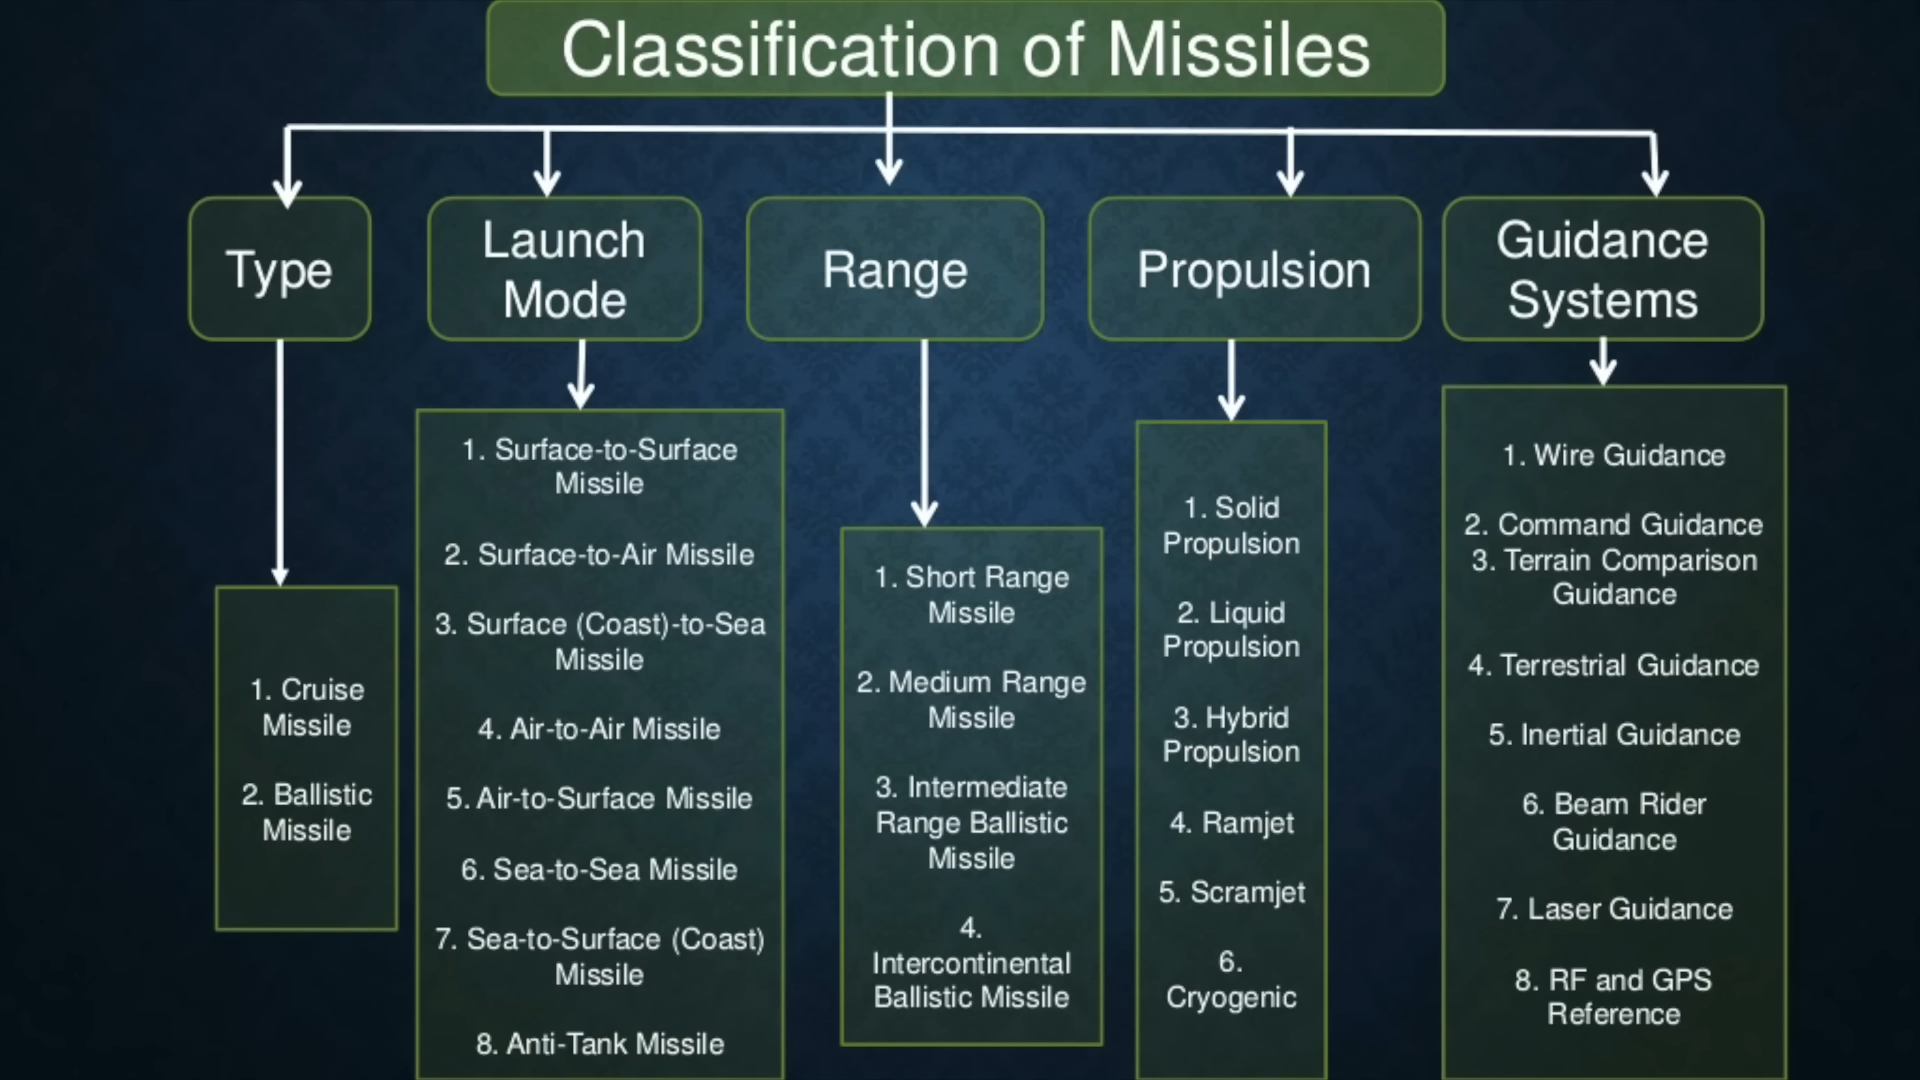 Classification of Missiles
Type
Launch
Mode
Range
Propulsion
Guidance
Systems
1. Cruise
Missile
2. Ballistic
Missile
1. Surface-to-Surface
Missile
2. Surface-to-Air Missile
3. Surface (Coast)-to-Sea
Missile
4. Air-to-Air Missile
5. Air-to-Surface Missile
6. Sea-to-Sea Missile
7. Sea-to-Surface (Coast)
Missile
8. Anti-Tank Missile
1. Short Range
Missile
2. Medium Range
Missile
3. Intermediate
Range Ballistic
Missile
4.
Intercontinental
Ballistic Missile
1. Solid
Propulsion
2. Liquid
Propulsion
3. Hybrid
Propulsion
4. Ramjet
5. Scramjet
6.
Cryogenic
1. Wire Guidance
2. Command Guidance
3. Terrain Comparison
Guidance
4. Terrestrial Guidance
5. Inertial Guidance
6. Beam Rider
Guidance
7. Laser Guidance
8. RF and GPS
Reference